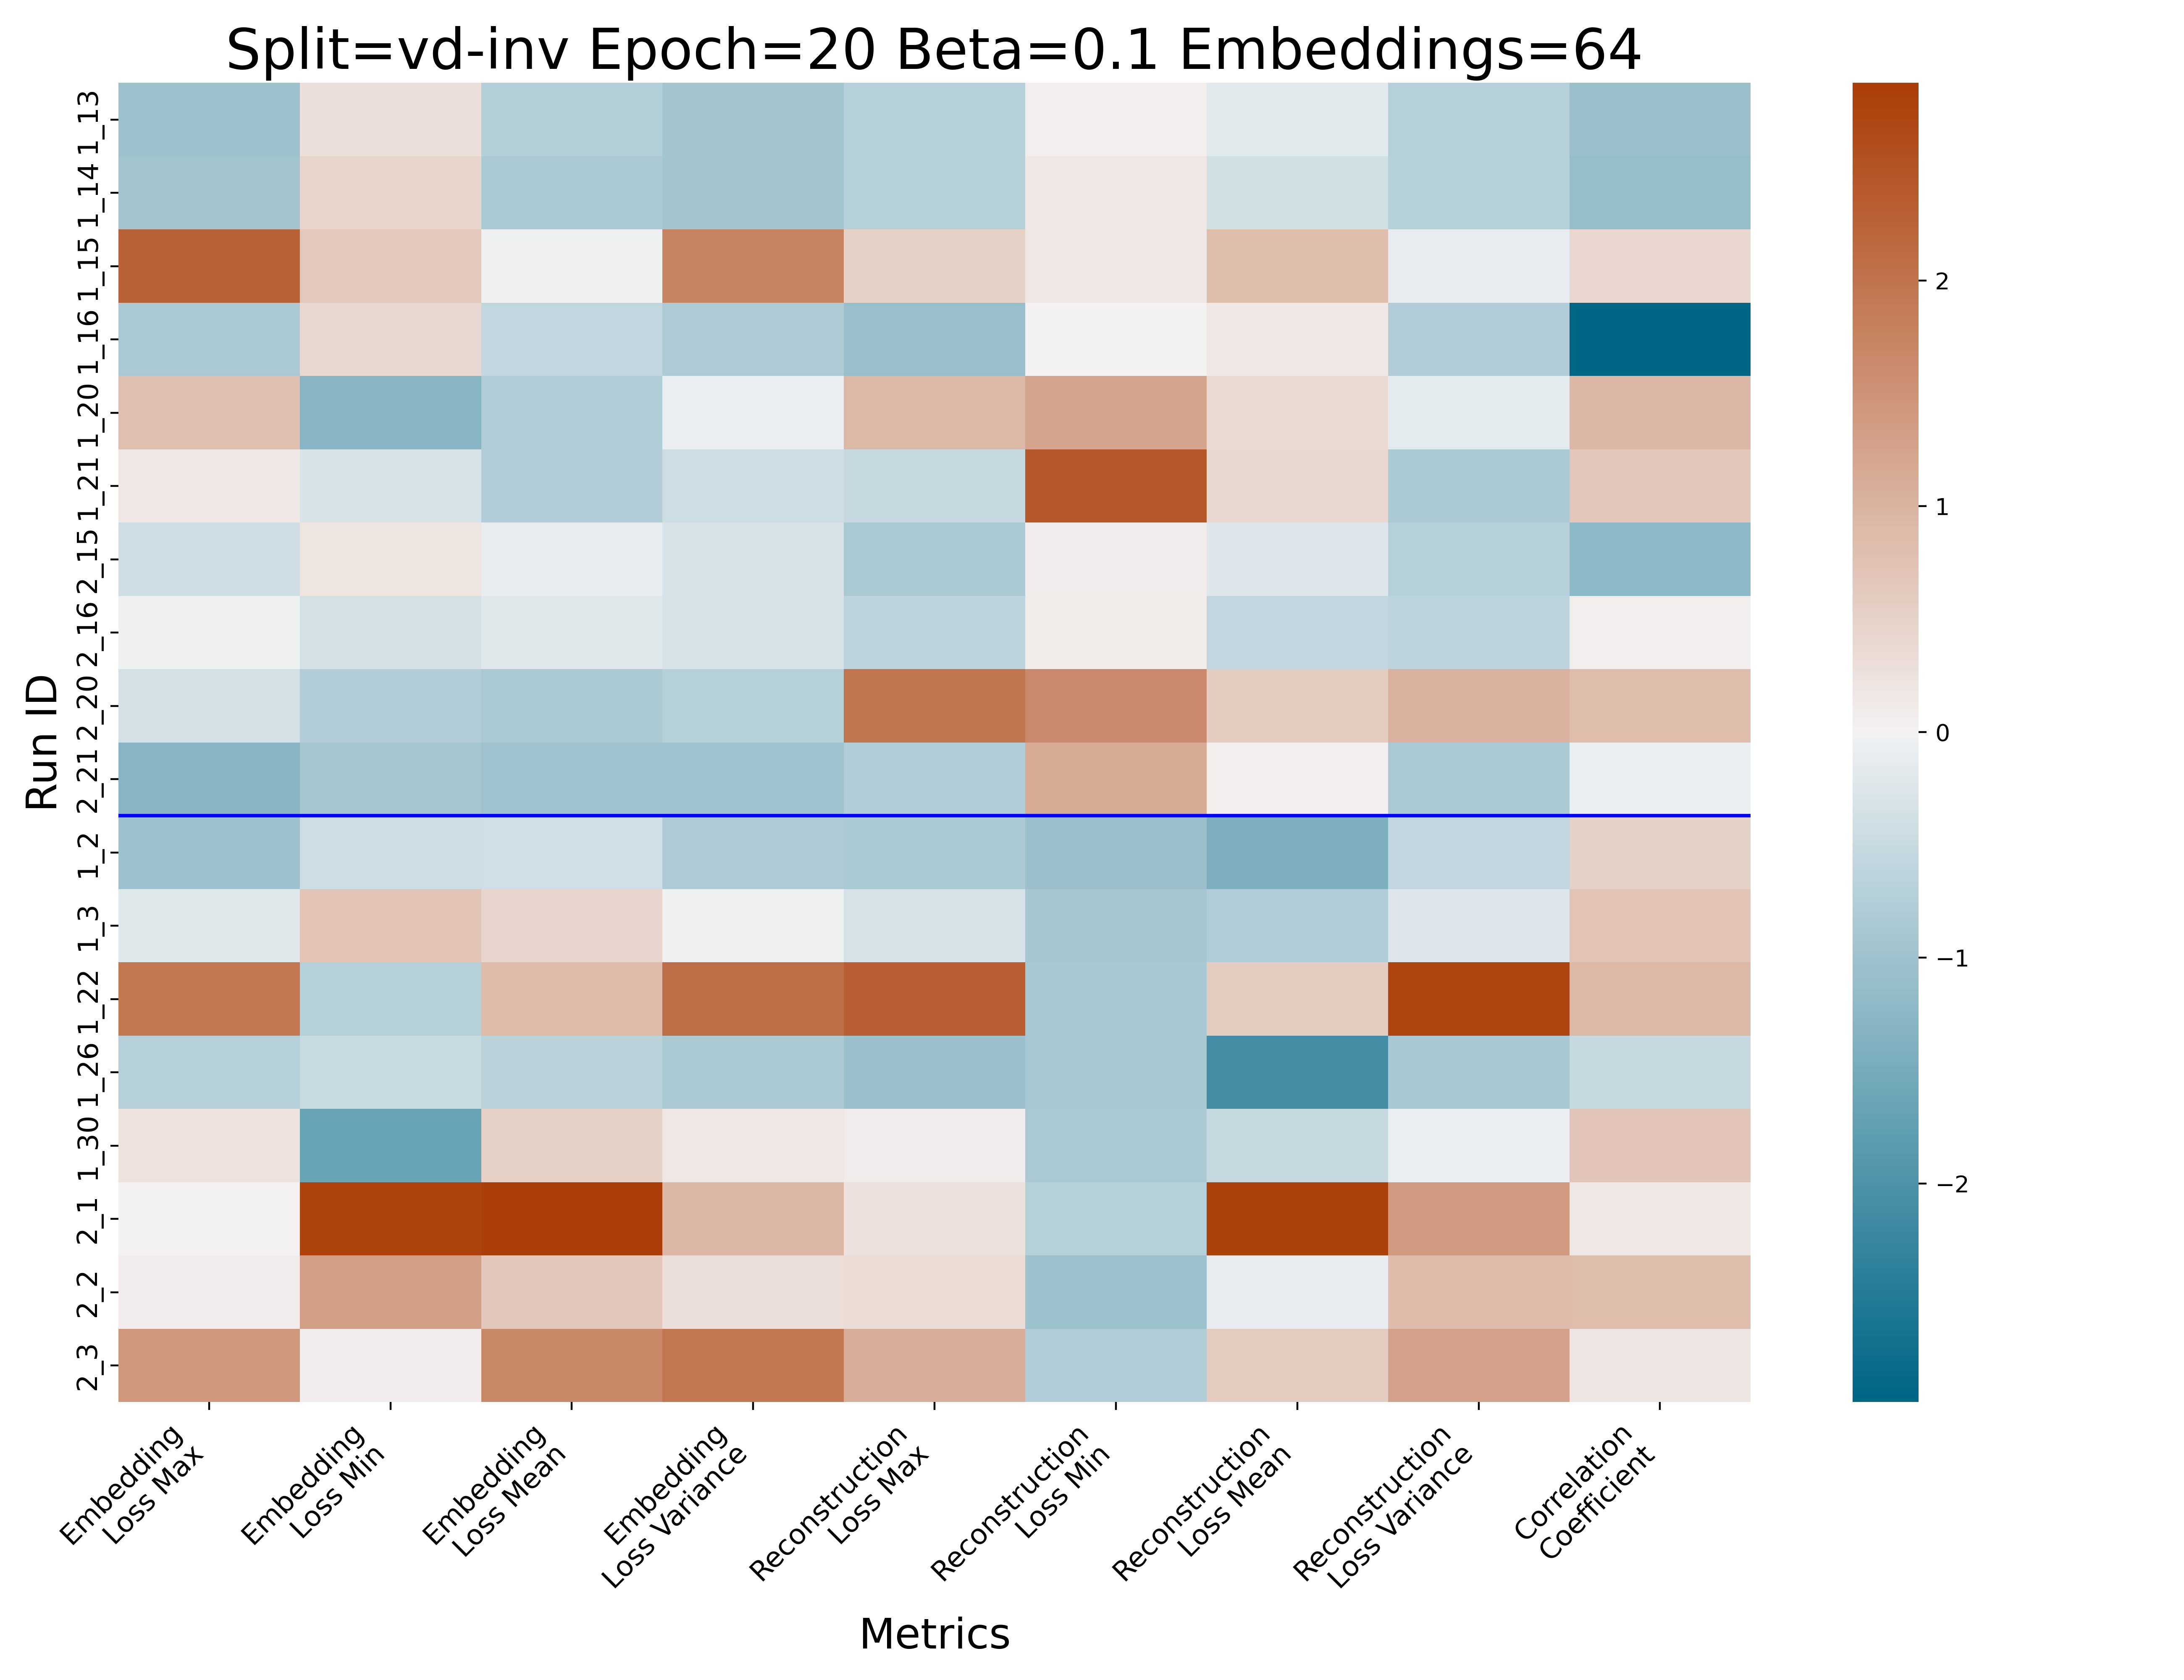 Split=vd-inv Epoch=20 Beta=0.1 Embeddings=64
Run ID
1_13
1_14
1_15
1_16
1_20
1_21
2_15
2_16
2_20
2_21
1_2
1_3
1_22
1_26
1_30
2_1
2_2
2_3
Embedding
Loss Max
Embedding
Loss Min
Embedding
Loss Mean
Embedding
Loss Variance
Reconstruction
Loss Max
Reconstruction
Loss Min
Reconstruction
Loss Mean
Reconstruction
Loss Variance
Correlation
Coefficient
Metrics
2
1
0
−1
−2